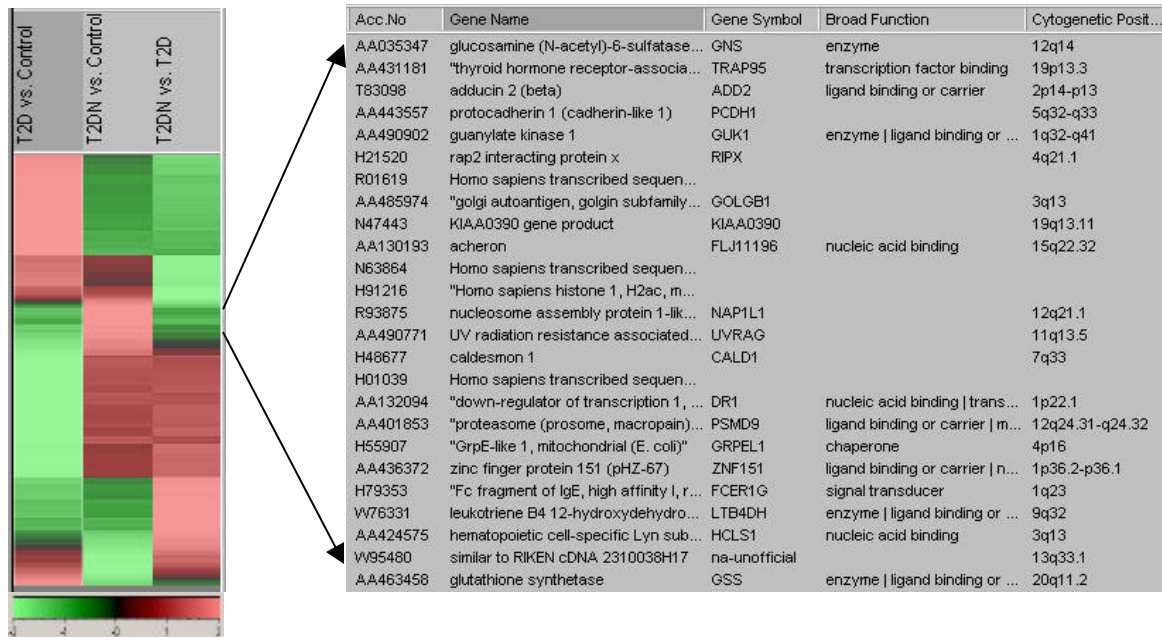 T2D vs. Control
T2DN vs. Control
T2DN vs. T2D
Acc.No Gene Name Gene Symbol Broad Function Cytogenetic Posit...
AA035347 glucosamine (N-acetyl)-6-sulfatase... GNS enzyme 12q14
AA431181 "thyroid hormone receptor-associa... TRAP95 transcription factor binding 19p13.3
T83098 adducin 2 (beta) ADD2 ligand binding or carrier 2p14-p13
AA443557 protocadherin 1 (cadherin-like 1) PCDH1 5q32-q33
AA490902 guanylate kinase 1 GUK1 enzyme | ligand binding or ... 1q32-q41
H21520 rap2 interacting protein x RIPX 4q21.1
R01619 Homo sapiens transcribed sequen...
AA485974 "golgi autoantigen, golgin subfamily... GOLGB1 3q13
N47443 KIAA0390 gene product KIAA0390 19q13.11
AA130193 acheron FLJ11196 nucleic acid binding 15q22.32
N63864 Homo sapiens transcribed sequen...
H91216 "Homo sapiens histone 1, H2ac, m...
R93875 nucleosome assembly protein 1-lik... NAP1L1 12q21.1
AA490771 UV radiation resistance associated... UVRAG 11q13.5
H48677 caldesmon 1 CALD1 7q33
H01039 Homo sapiens transcribed sequen...
AA132094 "down-regulator of transcription 1, ... DR1 nucleic acid binding | trans... 1p22.1
AA401853 "proteasome (prosome, macropain)... PSMD9 ligand binding or carrier | m... 12q24.31-q24.32
H55907 "GrpE-like 1, mitochondrial (E. coli)" GRPEL1 chaperone 4p16
AA436372 zinc finger protein 151 (pHZ-67) ZNF151 ligand binding or carrier | n... 1p36.2-p36.1
H79353 "Fc fragment of IgE, high affinity I, r... FCER1G signal transducer 1q23
W76331 leukotriene B4 12-hydroxydehydro... LTB4DH enzyme | ligand binding or ... 9q32
AA424575 hematopoietic cell-specific Lyn sub... HCLS1 nucleic acid binding 3q13
W95480 similar to RIKEN cDNA 2310038H17 na-unofficial 13q33.1
AA463458 glutathione synthetase GSS enzyme | ligand binding or ... 20q11.2